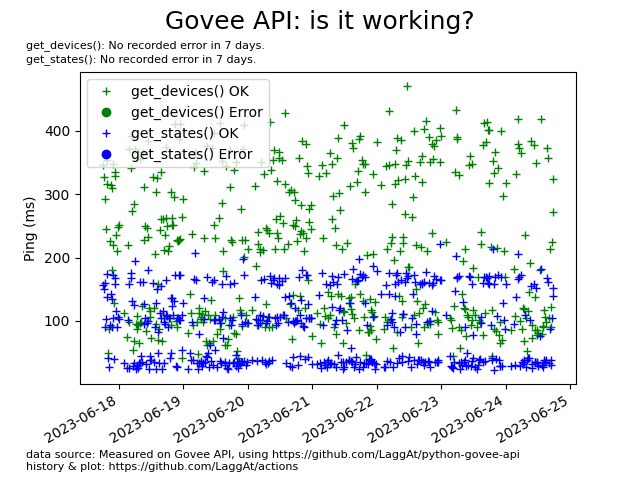 Govee API: is it working?
get_devices(): No recorded error in 7 days.
get_states(): No recorded error in 7 days.
get_devices() OK
get_devices() Error
get_states() OK
get_states() Error
Ping (ms)
400
300
200
100
2023-06-18
2023-06-19
2023-06-20
2023-06-21
2023-06-22
2023-06-23
2023-06-24
2023-06-25
data source: Measured on Govee API, using https://github.com/LaggAt/python-govee-api
history & plot: https://github.com/LaggAt/actions